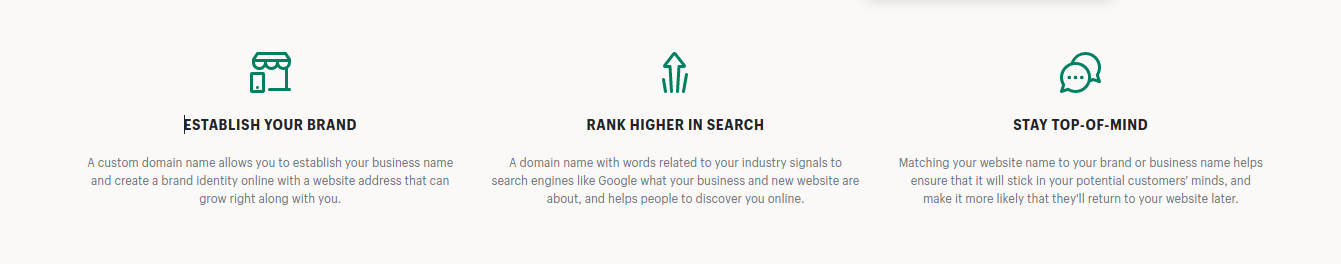 ESTABLISH YOUR BRAND
A custom domain name allows you to establish your business name
and create a brand identity online with a website address that can
grow right along with you.
RANK HIGHER IN SEARCH
A domain name with words related to your industry signals to
search engines like Google what your business and new website are
about, and helps people to discover you online.
STAY TOP-OF-MIND
Matching your website name to your brand or business name helps
ensure that it will stick in your potential customers' minds, and
make it more likely that they'll return to your website later.